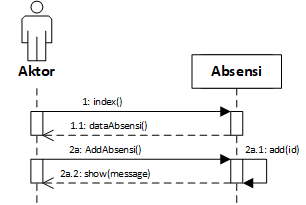 Aktor
Absensi
1: index()
1.1: dataAbsensi()
2a: AddAbsensi()
2a.1: add(id)
2a.2: show(message)